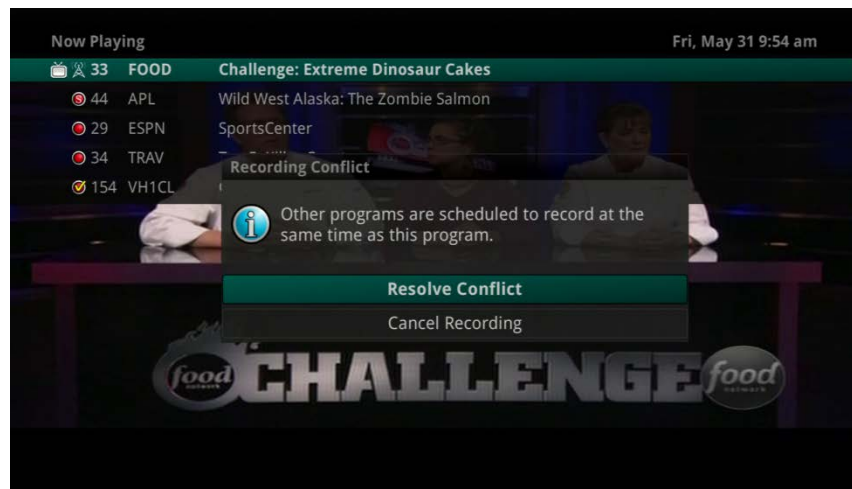 Now Playing Fri, May 31 9:54 am
33 FOOD Challenge: Extreme Dinosaur Cakes
S 44 APL Wild West Alaska: The Zombie Salmon
29 ESPN SportsCenter
34 TRAV
154 VH1CL
Recording Conflict
Other programs are scheduled to record at the
same time as this program.
Resolve Conflict
Cancel Recording
food network CHALLENGE food network